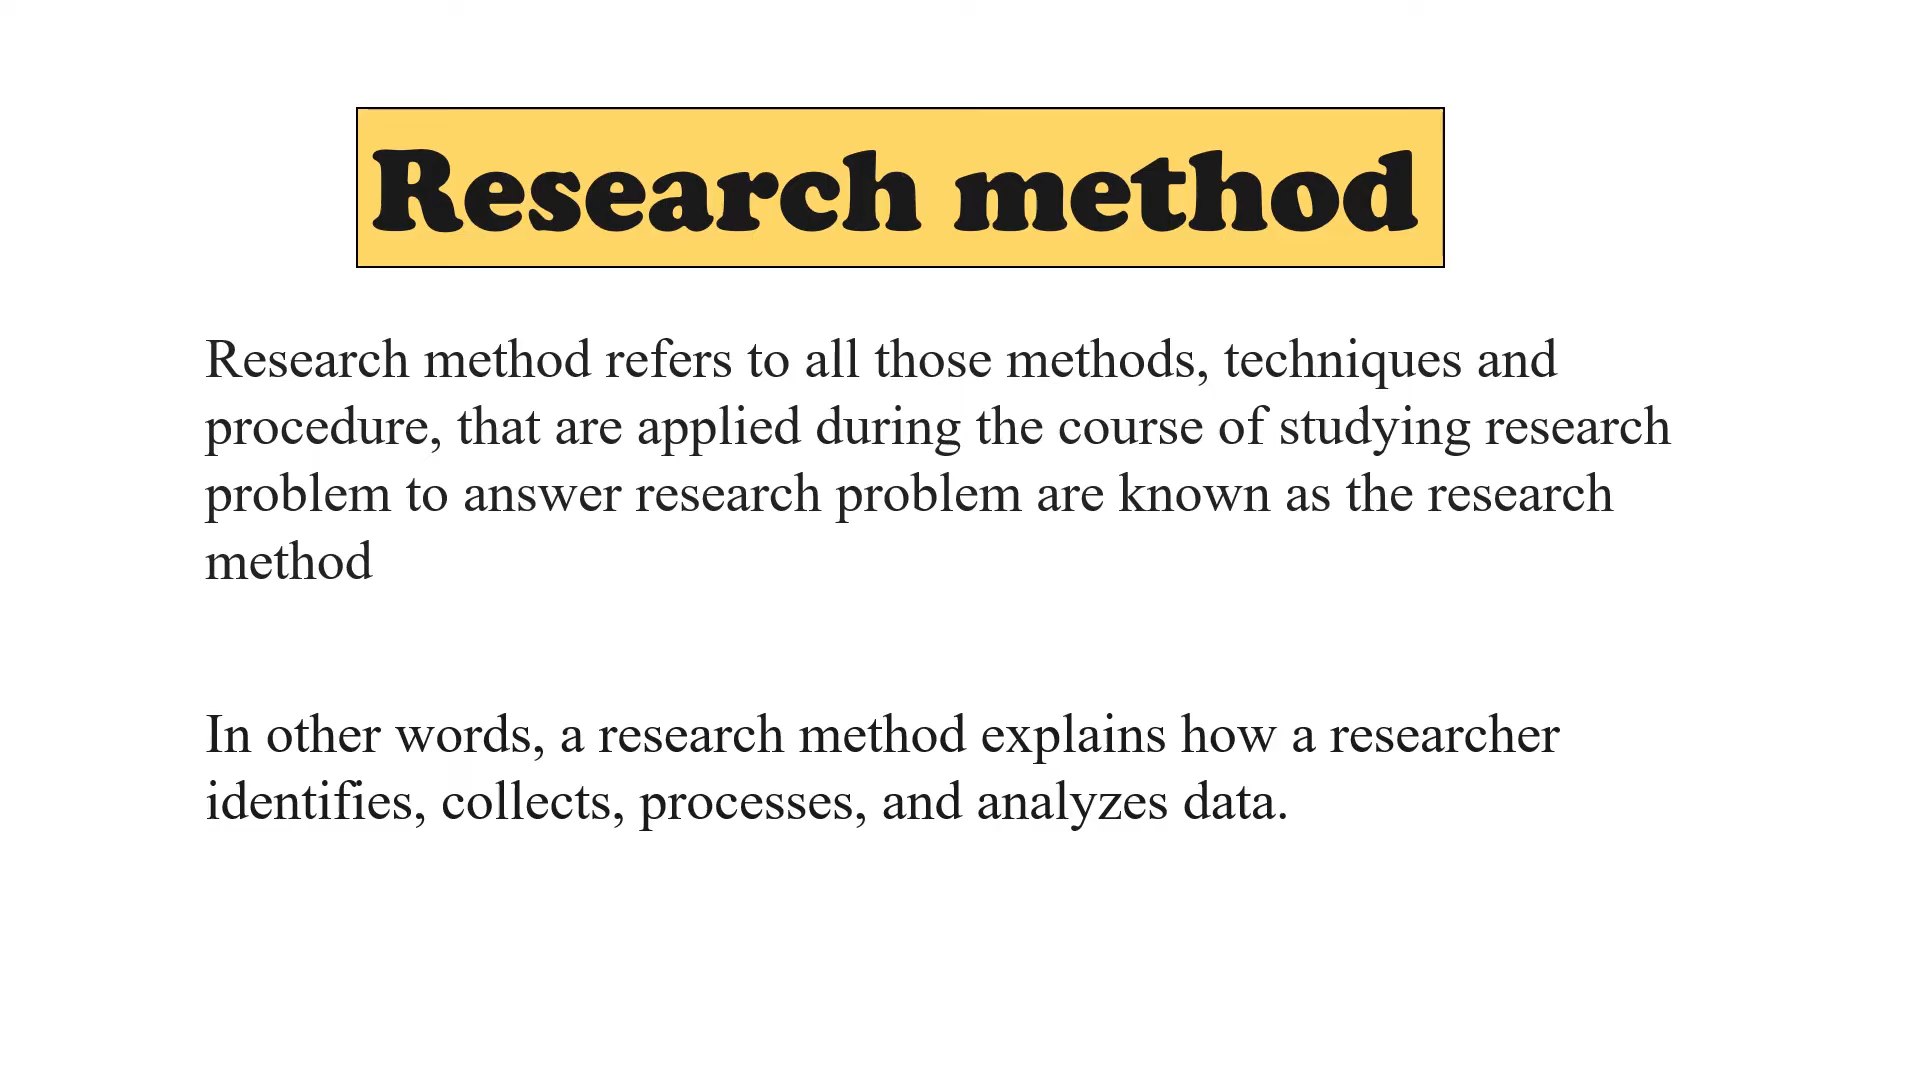 Research method
Research method refers to all those methods, techniques and
procedure, that are applied during the course of studying research
problem to answer research problem are known as the research
method
In other words, a research method explains how a researcher
identifies, collects, processes, and analyzes data.